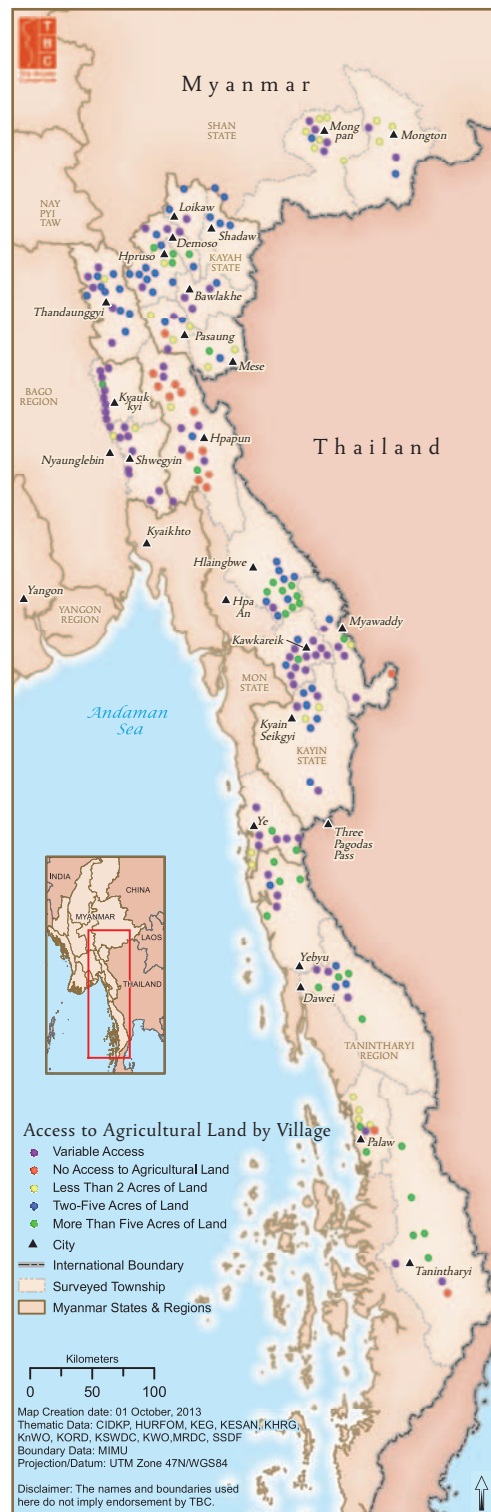 TBC
The Border
Consortium
Myanmar
SHAN
STATE
Mong
pan
Mongton
NAY
PYI
TAW
Loikaw
Shadaw
Demoso
Hpruso
KAYAH
STATE
Bawlakhe
Thandaunggyi
Pasaung
Mese
BAGO
REGION
Kyauk
kyi
Thailand
Hpapun
Nyaunglebin
Shwegyin
Kyaikhto
Hlaingbwe
Yangon
Hpa
An
YANGON
REGION
Myawaddy
Kawkareik
MON
STATE
Andaman
Sea
Kyain
Seikgyi
KAYIN
STATE
Ye
Three
Pagodas
Pass
INDIA
CHINA
MYANMAR
LAOS
THAILAND
Yebyu
Dawei
TANINTHARYI
REGION
Access to Agricultural Land by Village
Variable Access
No Access to Agricultural Land
Less Than 2 Acres of Land
Two-Five Acres of Land
More Than Five Acres of Land
City
International Boundary
Surveyed Township
Myanmar States & Regions
Palaw
Tanintharyi
Kilometers
0 50 100
Map Creation date: 01 October, 2013
Thematic Data: CIDKP, HURFOM, KEG, KESAN, KHRG,
KnWO, KORD, KSWDC, KWO,MRDC, SSDF
Boundary Data: MIMU
Projection/Datum: UTM Zone 47N/WGS84
Disclaimer: The names and boundaries used
here do not imply endorsement by TBC.